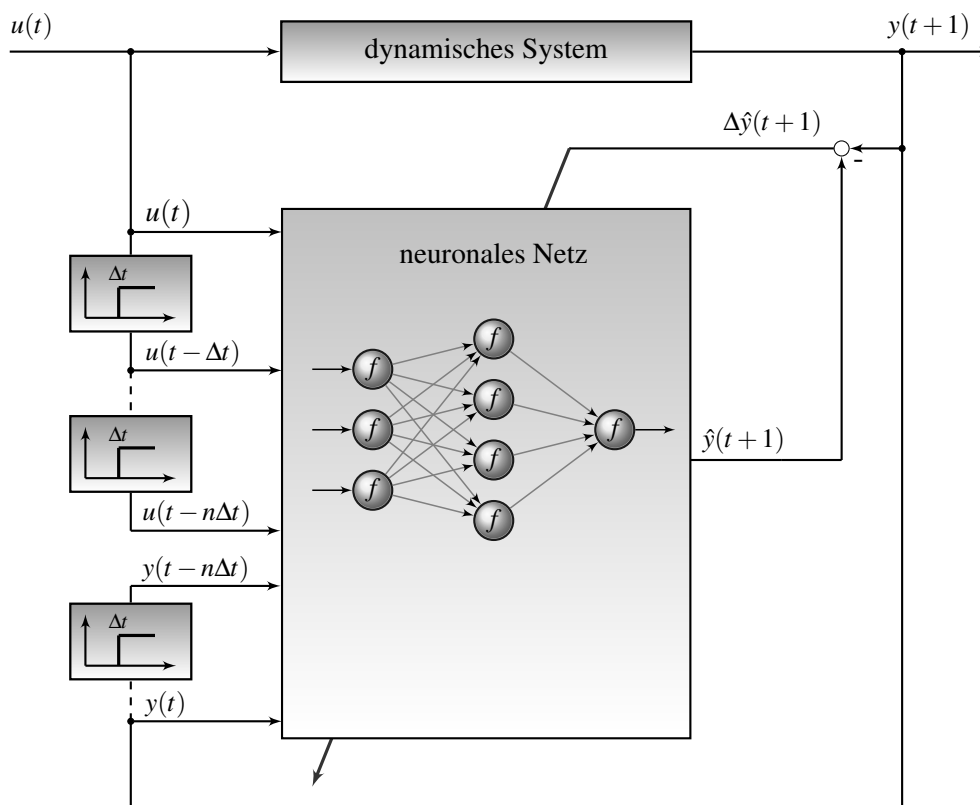 u(t)
dynamisches System
y(t + 1)
Δŷ(t + 1)
-
u(t)
neuronales Netz
Δt
u(t − Δt)
f
f
f
f
f
f
f
f
ŷ(t + 1)
Δt
u(t − nΔt)
y(t − nΔt)
Δt
y(t)